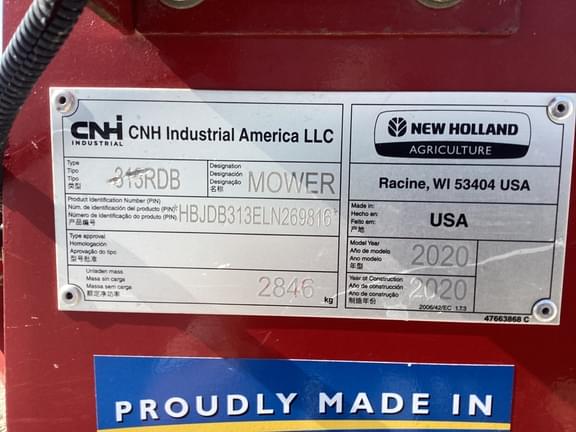 CNH INDUSTRIAL
CNH Industrial America LLC
Type
Tipo
Tipo
类型
315RDB
Designation
Designación
Designação
名称
MOWER
Product Identification Number (PIN)
Núm. de identificación del producto (PIN)
Número de identificação do produto (PIN)
产品编号
*HBJDB313ELN269816*
Type approval
Homologación
Aprovação do tipo
型号批准
Unladen mass
Masa sin carga
Massa sem carga
额定净功率
2846
kg
NEW HOLLAND
AGRICULTURE
Racine, WI 53404 USA
Made in:
Hecho en:
Feito em:
产地
USA
Model Year
Año de modelo
Ano modelo
年型
2020
Year of Construction
Año de construcción
Ano de construção
制造年份
2020
2006/42/EC 1.7.3
47663868 C
PROUDLY MADE IN